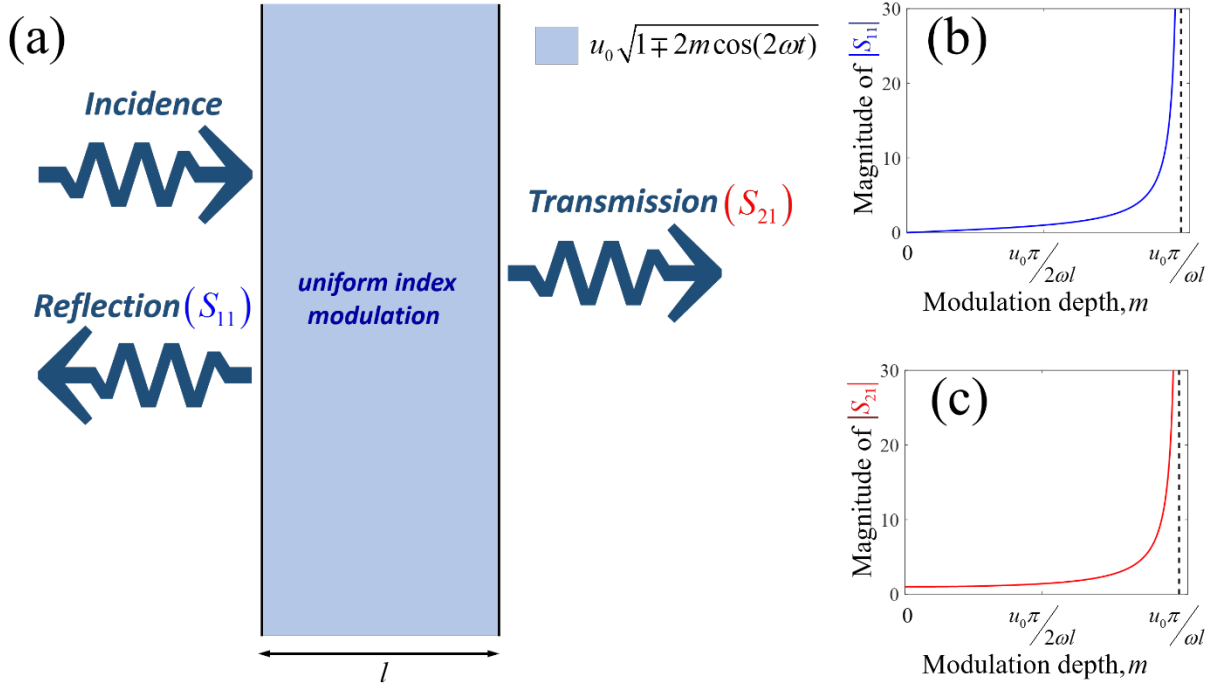 (a)
u₀√(1∓2m cos(2ωt))
Incidence
Transmission (S₂₁)
Reflection (S₁₁)
uniform index
modulation
l
(b)
Magnitude of |S₁₁|
30
20
10
0
0
u₀π/2ωl
u₀π/ωl
Modulation depth, m
(c)
Magnitude of |S₂₁|
30
20
10
0
0
u₀π/2ωl
u₀π/ωl
Modulation depth, m